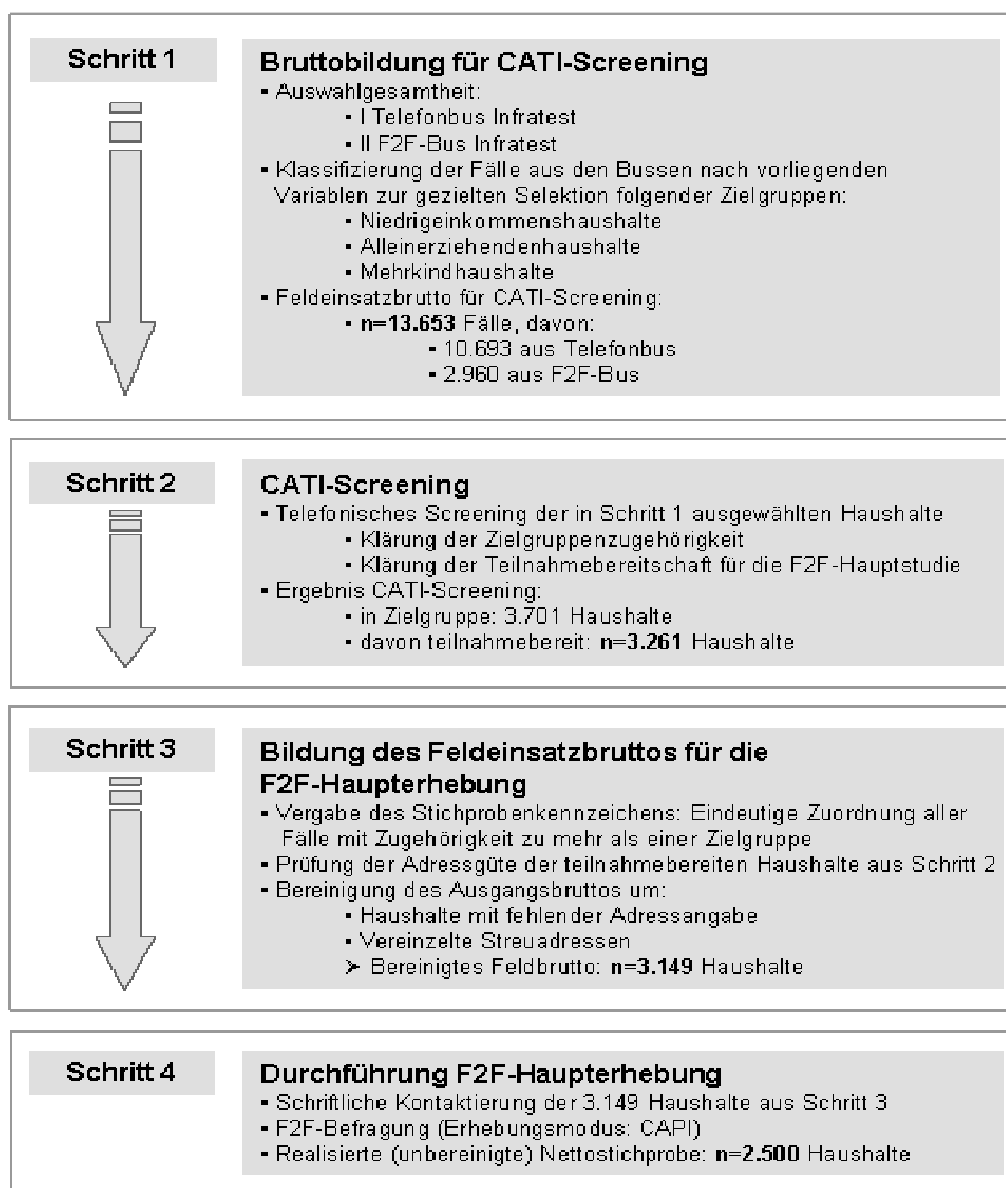 Schritt 1
Bruttobildung für CATI-Screening
▪ Auswahlgesamtheit:
▪ I Telefonbus Infratest
▪ II F2F-Bus Infratest
▪ Klassifizierung der Fälle aus den Bussen nach vorliegenden
Variablen zur gezielten Selektion folgender Zielgruppen:
▪ Niedrigeinkommenshaushalte
▪ Alleinerziehendenhaushalte
▪ Mehrkindhaushalte
▪ Feldeinsatzbrutto für CATI-Screening:
▪ n=13.653 Fälle, davon:
▪ 10.693 aus Telefonbus
▪ 2.960 aus F2F-Bus
Schritt 2
CATI-Screening
▪ Telefonisches Screening der in Schritt 1 ausgewählten Haushalte
▪ Klärung der Zielgruppenzugehörigkeit
▪ Klärung der Teilnahmebereitschaft für die F2F-Hauptstudie
▪ Ergebnis CATI-Screening:
▪ in Zielgruppe: 3.701 Haushalte
▪ davon teilnahmebereit: n=3.261 Haushalte
Schritt 3
Bildung des Feldeinsatzbruttos für die
F2F-Haupterhebung
▪ Vergabe des Stichprobenkennzeichens: Eindeutige Zuordnung aller
Fälle mit Zugehörigkeit zu mehr als einer Zielgruppe
▪ Prüfung der Adressgüte der teilnahmebereiten Haushalte aus Schritt 2
▪ Bereinigung des Ausgangsbruttos um:
▪ Haushalte mit fehlender Adressangabe
▪ Vereinzelte Streuadressen
➢ Bereinigtes Feldbrutto: n=3.149 Haushalte
Schritt 4
Durchführung F2F-Haupterhebung
▪ Schriftliche Kontaktierung der 3.149 Haushalte aus Schritt 3
▪ F2F-Befragung (Erhebungsmodus: CAPI)
▪ Realisierte (unbereinigte) Nettostichprobe: n=2.500 Haushalte